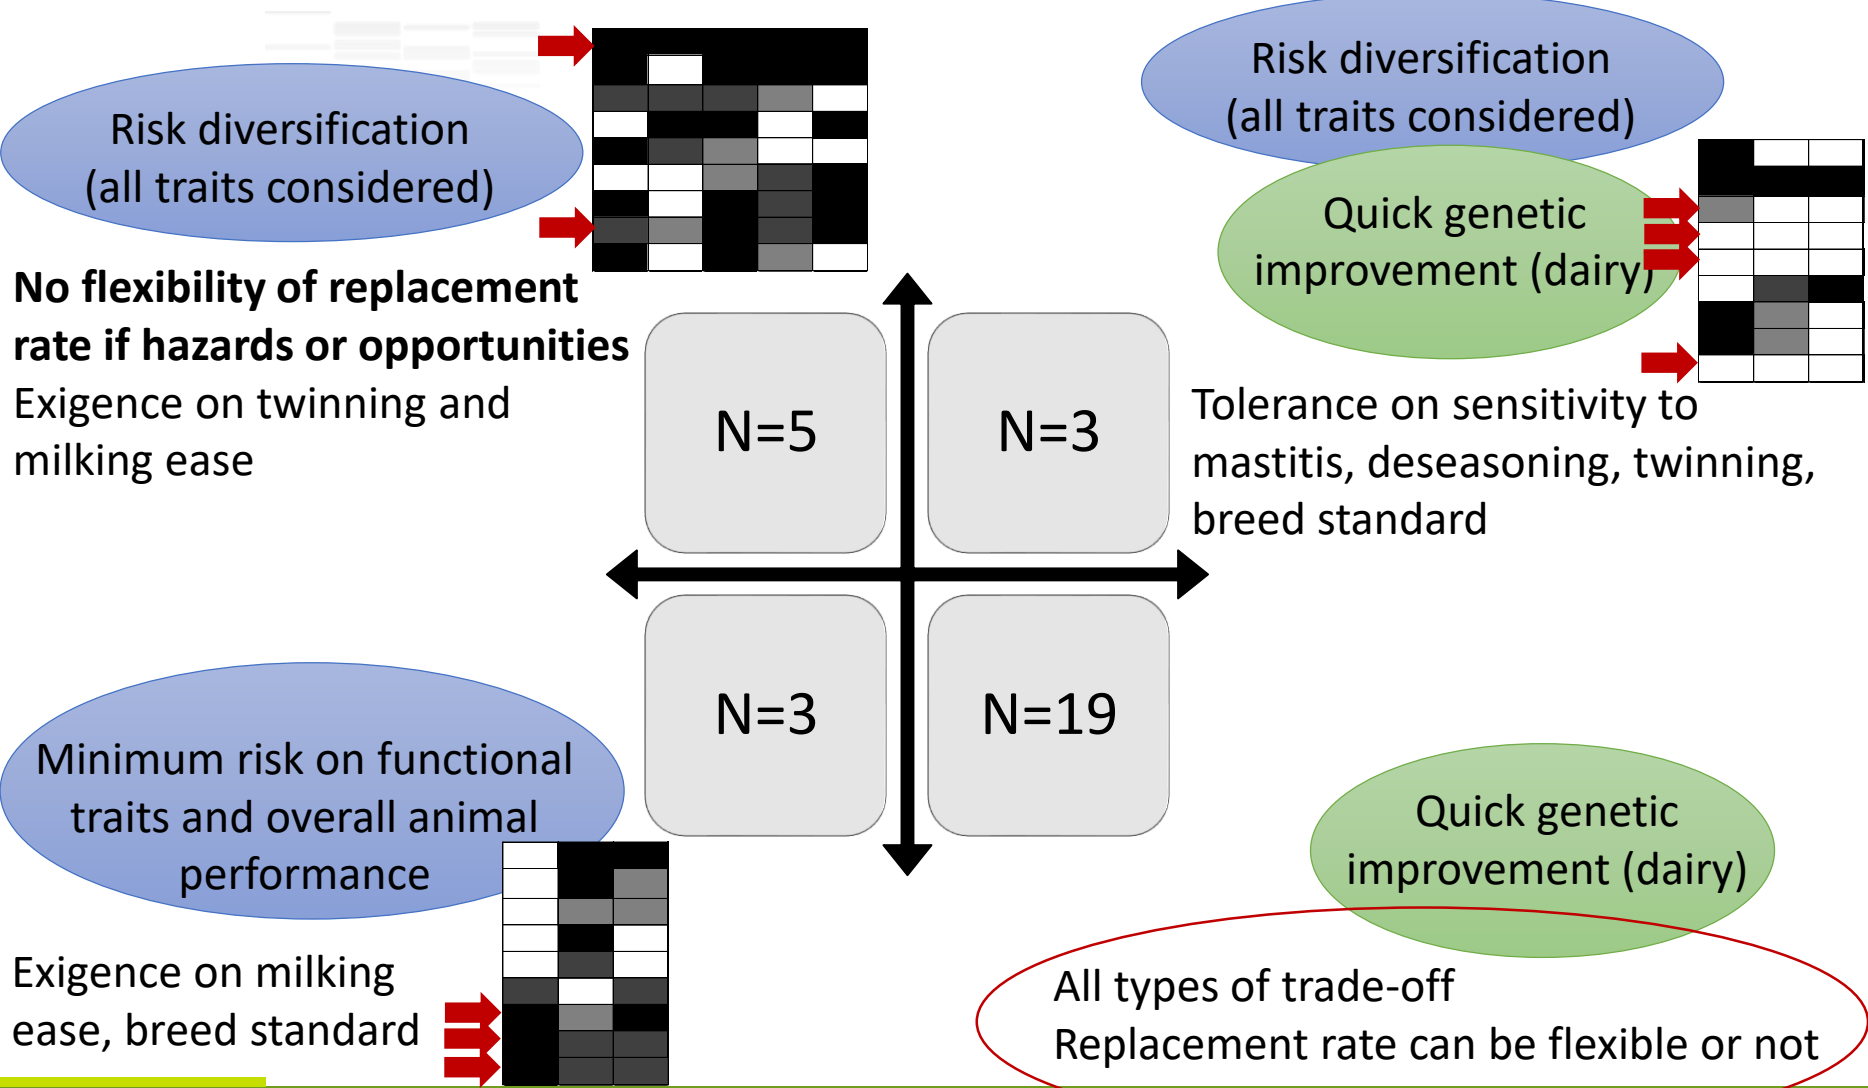 Risk diversification
(all traits considered)
No flexibility of replacement
rate if hazards or opportunities
Exigence on twinning and
milking ease
Risk diversification
(all traits considered)
Quick genetic
improvement (dairy)
Tolerance on sensitivity to
mastitis, deseasoning, twinning,
breed standard
N=5
N=3
N=3
N=19
Minimum risk on functional
traits and overall animal
performance
Exigence on milking
ease, breed standard
Quick genetic
improvement (dairy)
All types of trade-off
Replacement rate can be flexible or not